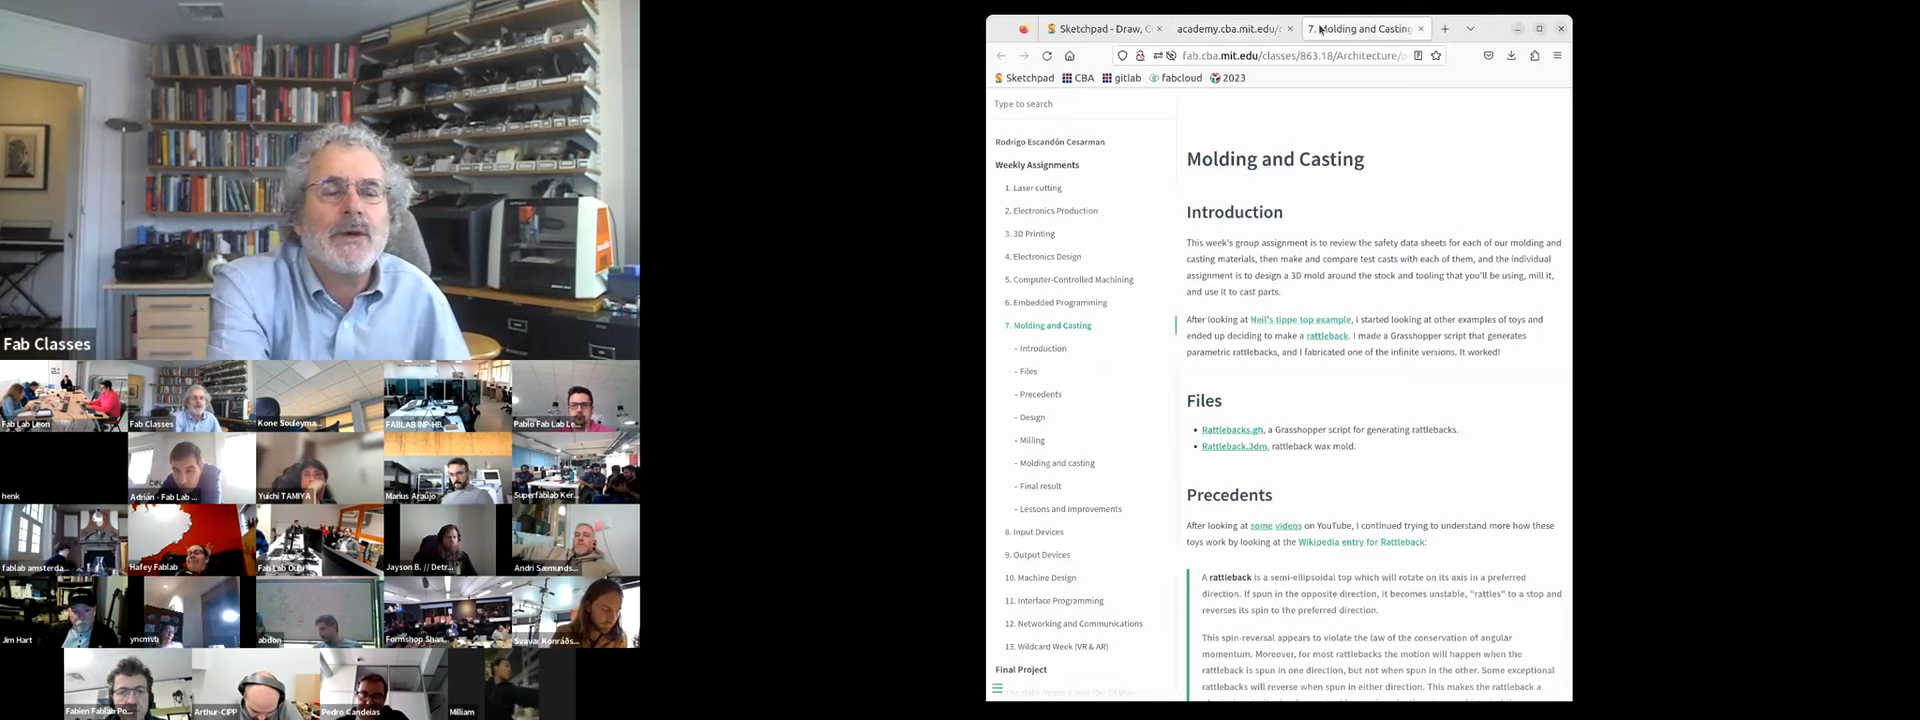 Fab Classes
Fab Lab Leon
Fab Classes
Kone Souleyma...
FABLAB INP-HB
Pablo Fab Lab Le...
henk
Adrián - Fab Lab ...
Yuichi TAMIYA
Marius Araújo
Superfablab Ker...
fablab amsterda...
Hafey Fablab
Fab Lab Oulu
Jayson B. // Detr...
Andri Sæmunds...
Jim Hart
yncmvb
abdon
Formshop Shan...
Svavar Konráðs...
Fabien Fablab Po...
Arthur-CIPP
Pedro Candeias
Milliam
Sketchpad - Draw, C
academy.cba.mit.edu/c
7. Molding and Casting
fab.cba.mit.edu/classes/863.18/Architecture/p
Sketchpad
CBA
gitlab
fabcloud
2023
Type to search
Rodrigo Escandón Cesarman
Weekly Assignments
1. Laser cutting
2. Electronics Production
3. 3D Printing
4. Electronics Design
5. Computer-Controlled Machining
6. Embedded Programming
7. Molding and Casting
- Introduction
- Files
- Precedents
- Design
- Milling
- Molding and casting
- Final result
- Lessons and improvements
8. Input Devices
9. Output Devices
10. Machine Design
11. Interface Programming
12. Networking and Communications
13. Wildcard Week (VR & AR)
Final Project
Molding and Casting
Introduction
This week's group assignment is to review the safety data sheets for each of our molding and
casting materials, then make and compare test casts with each of them, and the individual
assignment is to design a 3D mold around the stock and tooling that you'll be using, mill it,
and use it to cast parts.
After looking at Neil's tippe top example, i started looking at other examples of toys and
ended up deciding to make a rattleback. I made a Grasshopper script that generates
parametric rattlebacks, and I fabricated one of the infinite versions. It worked!
Files
• Rattlebacks.gh, a Grasshopper script for generating rattlebacks.
• Rattleback.3dm, rattleback wax mold.
Precedents
After looking at some videos on YouTube, I continued trying to understand more how these
toys work by looking at the Wikipedia entry for Rattleback:
A rattleback is a semi-ellipsoidal top which will rotate on its axis in a preferred
direction. If spun in the opposite direction, it becomes unstable, "rattles" to a stop and
reverses its spin to the preferred direction.
This spin-reversal appears to violate the law of the conservation of angular
momentum. Moreover, for most rattlebacks the motion will happen when the
rattleback is spun in one direction, but not when spun in the other. Some exceptional
rattlebacks will reverse when spun in either direction. This makes the rattleback a